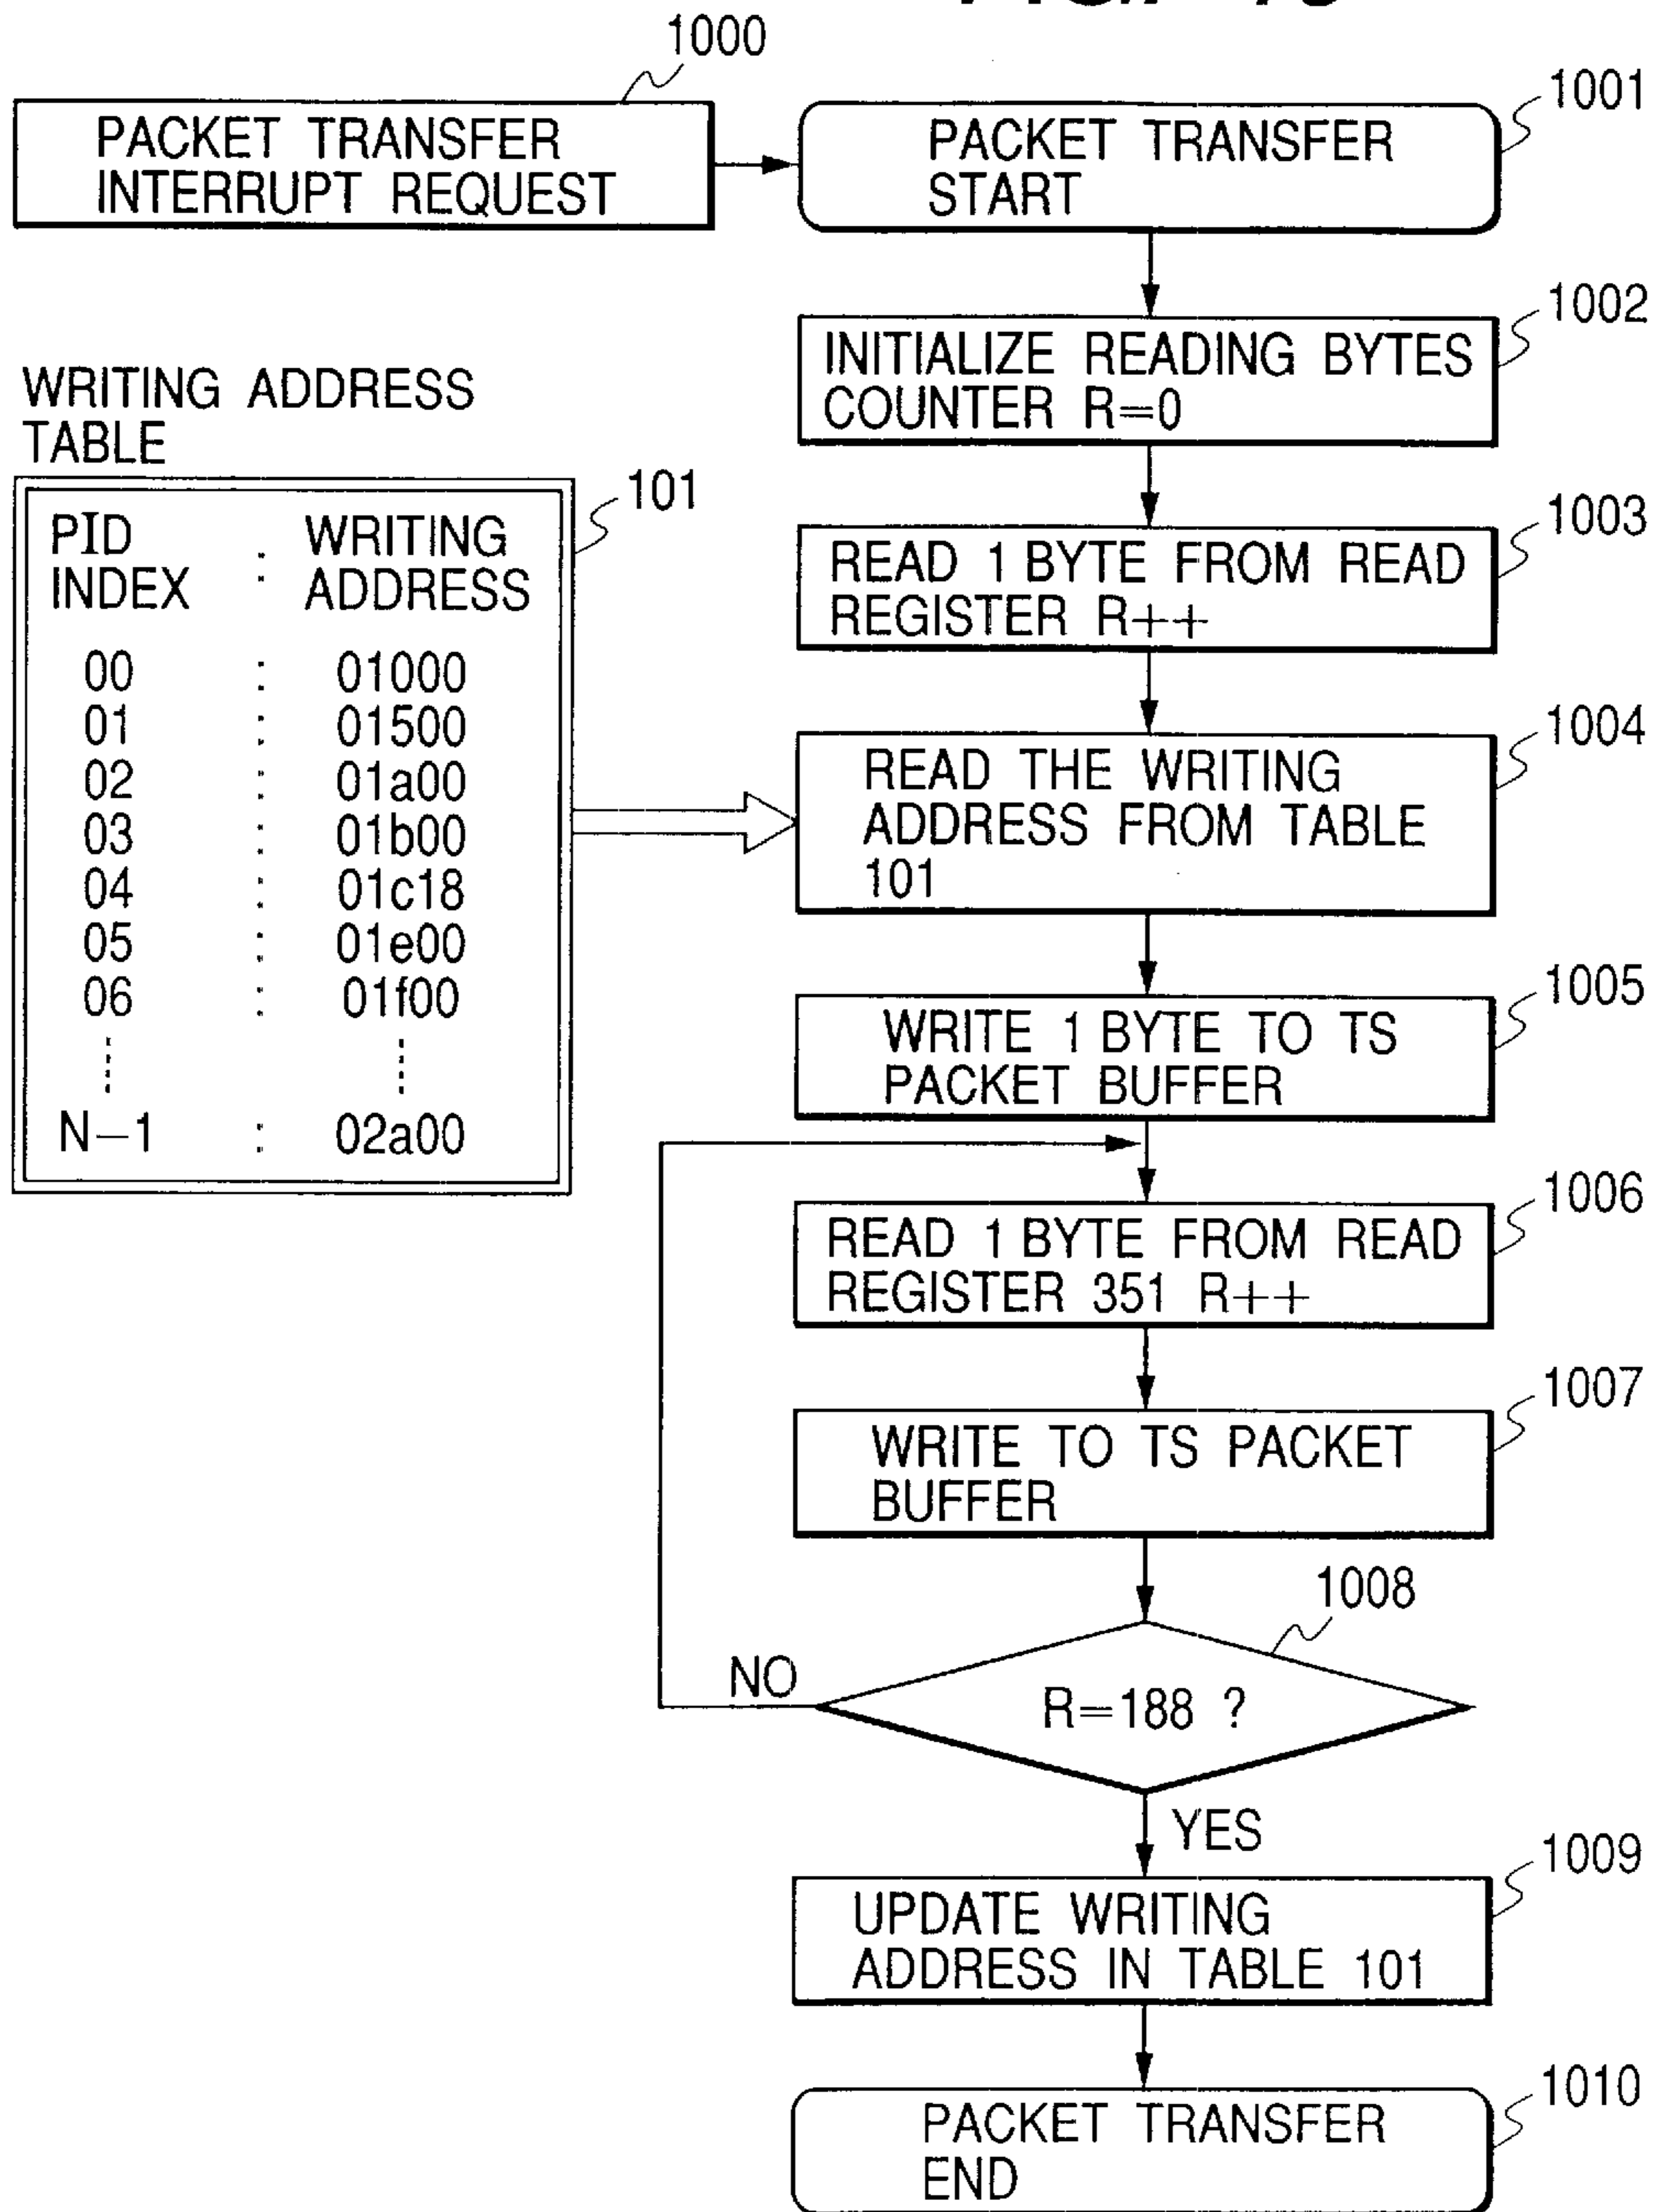 1000
PACKET TRANSFER
INTERRUPT REQUEST
1001
PACKET TRANSFER
START
1002
INITIALIZE READING BYTES
COUNTER R=0
WRITING ADDRESS
TABLE
101
PID : WRITING
INDEX ADDRESS
00 : 01000
01 : 01500
02 : 01a00
03 : 01b00
04 : 01c18
05 : 01e00
06 : 01f00
N-1 : 02a00
1003
READ 1 BYTE FROM READ
REGISTER R++
1004
READ THE WRITING
ADDRESS FROM TABLE
101
1005
WRITE 1 BYTE TO TS
PACKET BUFFER
1006
READ 1 BYTE FROM READ
REGISTER 351 R++
1007
WRITE TO TS PACKET
BUFFER
1008
R=188 ?
NO
YES
1009
UPDATE WRITING
ADDRESS IN TABLE 101
1010
PACKET TRANSFER
END